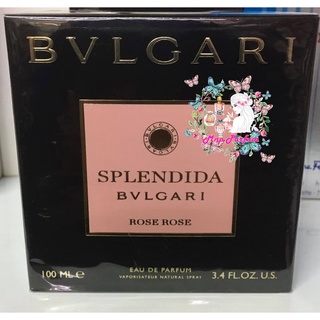 BVLGARI
SPLENDIDA
BVLGARI
ROSE ROSE
100 ML e
EAU DE PARFUM
VAPORISATEUR NATURAL SPRAY
3,4 FL.OZ. U.S.